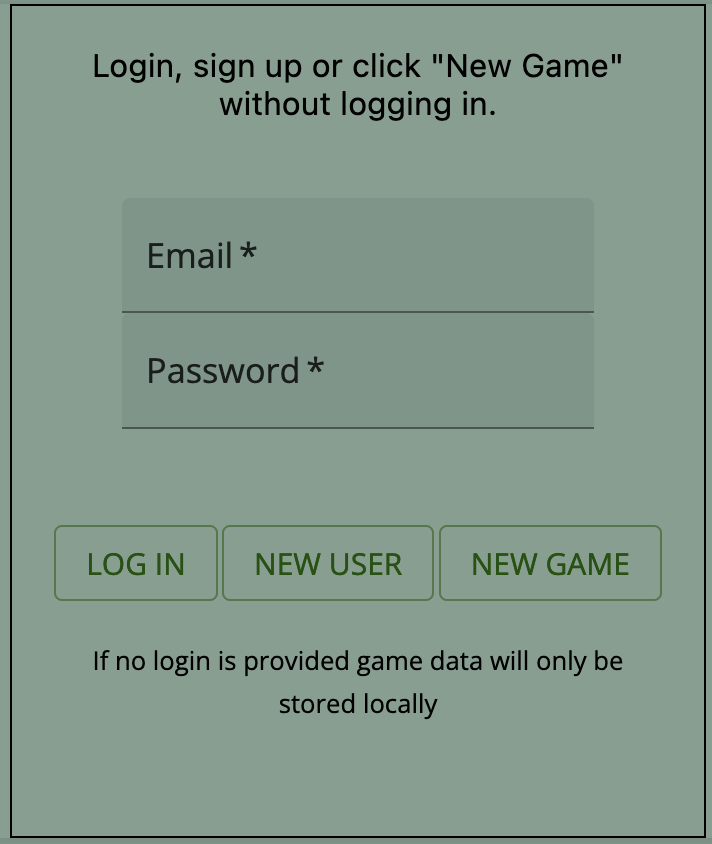 Login, sign up or click "New Game"
without logging in.
Email *
Password *
LOG IN
NEW USER
NEW GAME
If no login is provided game data will only be
stored locally